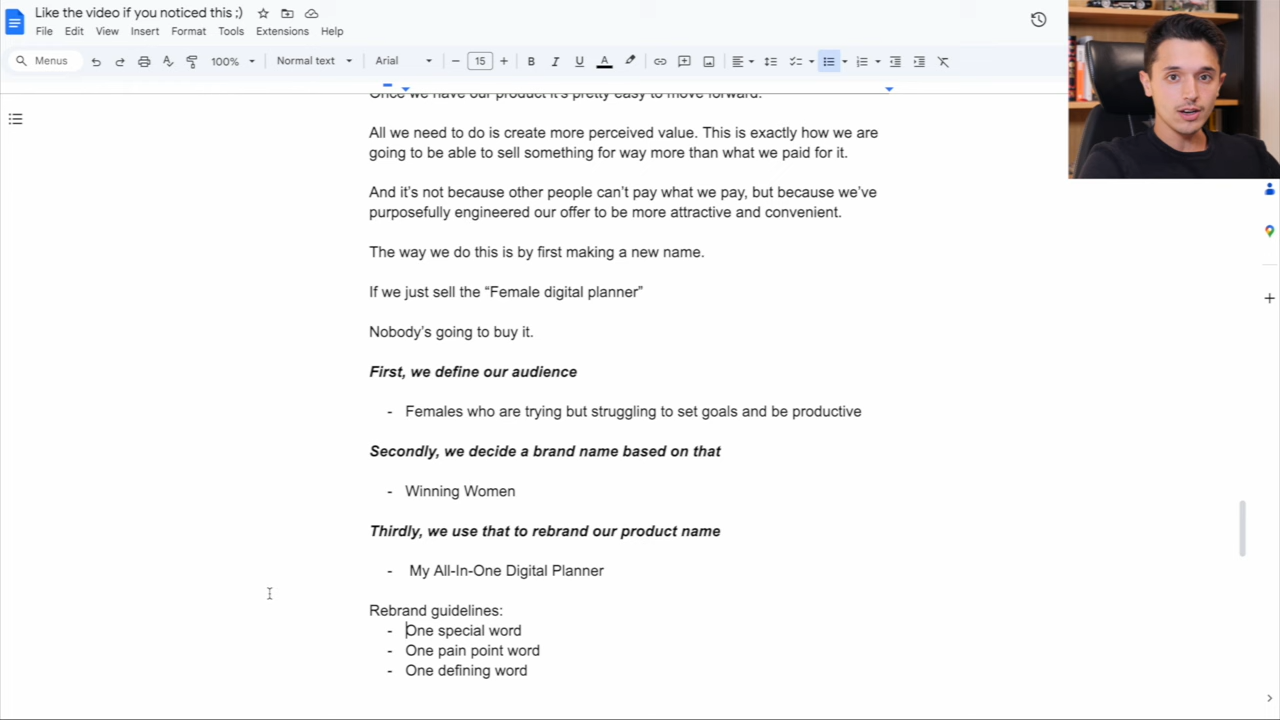 Like the video if you noticed this ;)
File Edit View Insert Format Tools Extensions Help
Menus 100% Normal text Arial 15 B I U A
Once we have our product it's pretty easy to move forward.
All we need to do is create more perceived value. This is exactly how we are
going to be able to sell something for way more than what we paid for it.
And it's not because other people can't pay what we pay, but because we've
purposefully engineered our offer to be more attractive and convenient.
The way we do this is by first making a new name.
If we just sell the “Female digital planner”
Nobody's going to buy it.
First, we define our audience
- Females who are trying but struggling to set goals and be productive
Secondly, we decide a brand name based on that
- Winning Women
Thirdly, we use that to rebrand our product name
- My All-In-One Digital Planner
Rebrand guidelines:
- One special word
- One pain point word
- One defining word